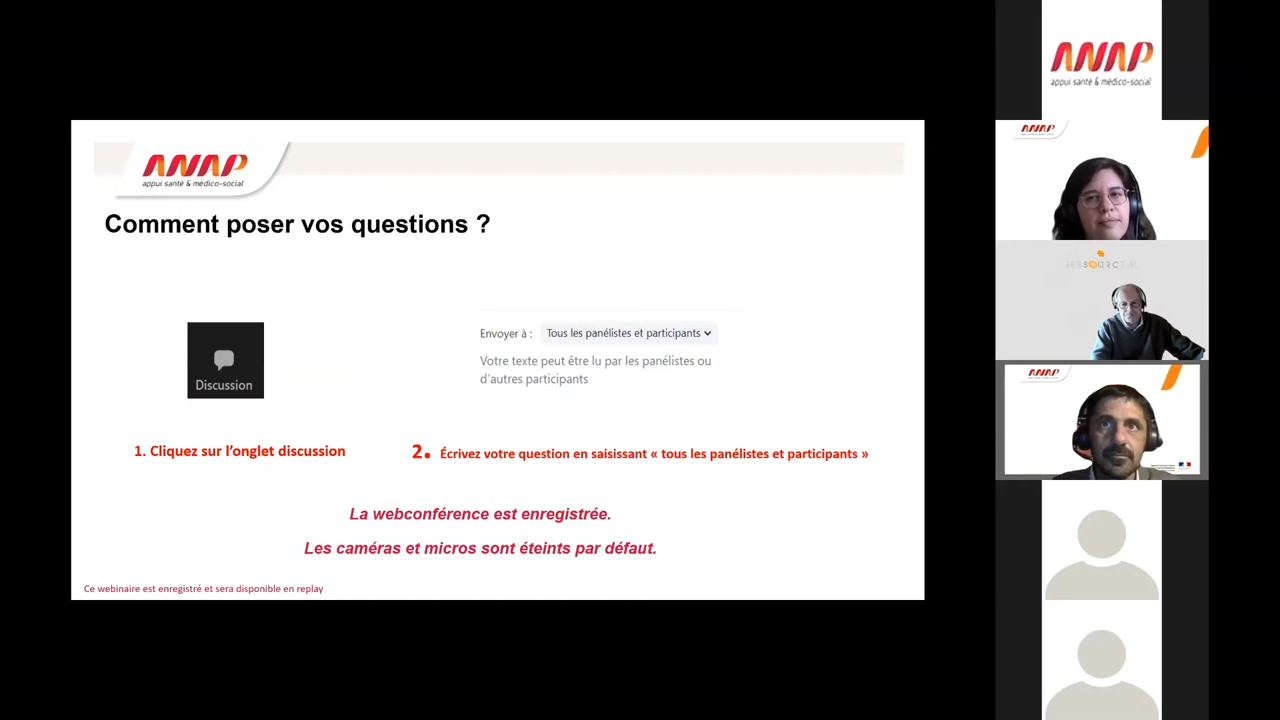 ANAP
appui santé & médico-social
Comment poser vos questions ?
Discussion
Envoyer à : Tous les panélistes et participants
Votre texte peut être lu par les panélistes ou
d'autres participants
1. Cliquez sur l'onglet discussion
2. Écrivez votre question en saisissant « tous les panélistes et participants »
La webconférence est enregistrée.
Les caméras et micros sont éteints par défaut.
Ce webinaire est enregistré et sera disponible en replay
ANAP
appui santé & médico-social
ANAP
RESSOURCIAL
ANAP